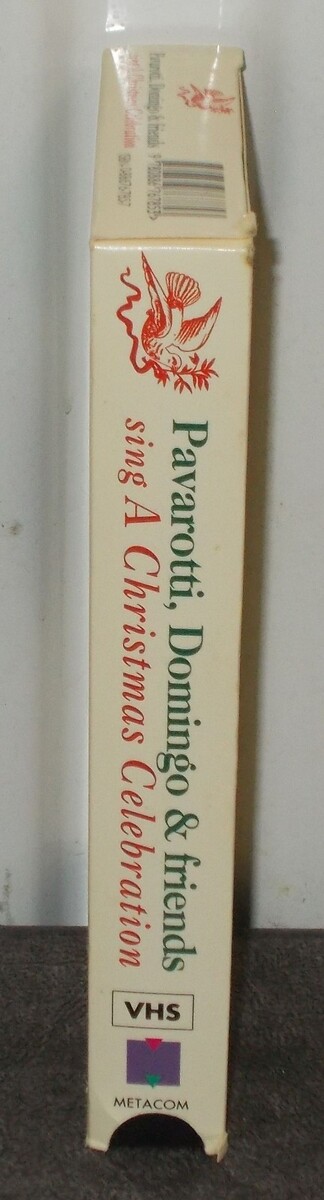 Pavarotti, Domingo & friends
Pavarotti, Domingo & friends
sing A Christmas Celebration
VHS
METACOM